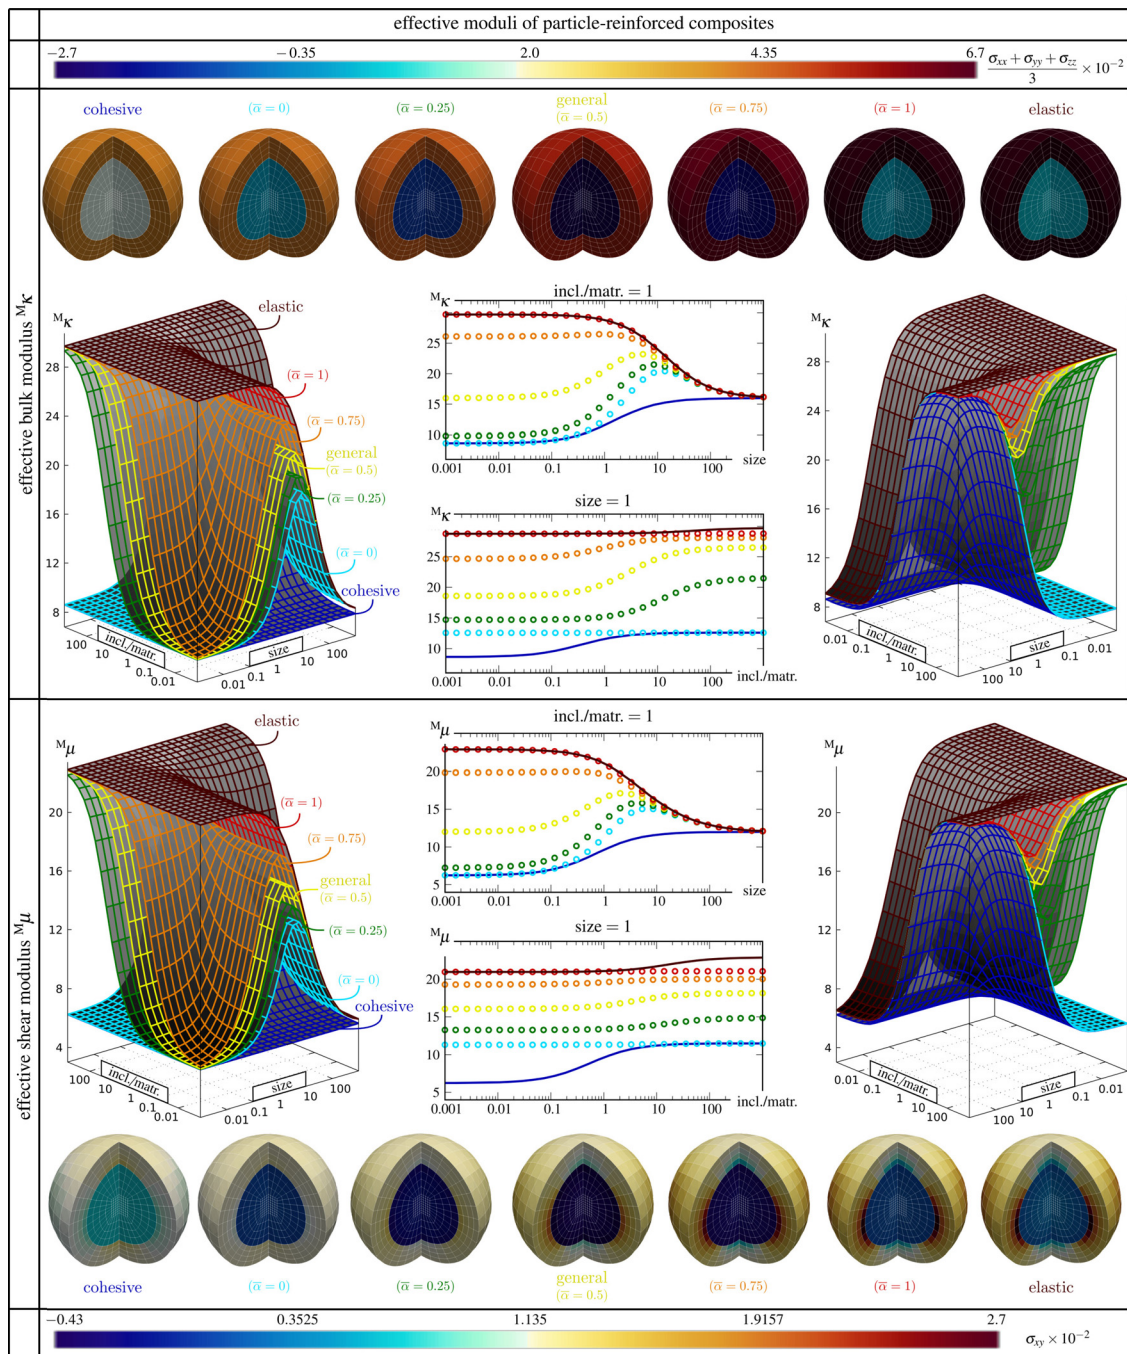 effective moduli of particle-reinforced composites
−2.7 −0.35 2.0 4.35 6.7 (σxx + σyy + σzz)/3 × 10⁻²
effective bulk modulus ᴹκ
cohesive (ᾱ = 0) (ᾱ = 0.25) general (ᾱ = 0.5) (ᾱ = 0.75) (ᾱ = 1) elastic
ᴹκ
28
24
20
16
12
8
elastic
(ᾱ = 1)
(ᾱ = 0.75)
general
(ᾱ = 0.5)
(ᾱ = 0.25)
(ᾱ = 0)
cohesive
100 10 1 0.1 0.01
incl./matr.
0.01 0.1 1 10 100
size
incl./matr. = 1
ᴹκ
25
20
15
10
0.001 0.01 0.1 1 10 100 size
size = 1
ᴹκ
25
20
15
10
0.001 0.01 0.1 1 10 100 incl./matr.
ᴹκ
28
24
20
16
12
8
0.01 0.1 1 10 100
incl./matr.
100 10 1 0.1 0.01
size
effective shear modulus ᴹμ
ᴹμ
20
16
12
8
4
elastic
(ᾱ = 1)
(ᾱ = 0.75)
general
(ᾱ = 0.5)
(ᾱ = 0.25)
(ᾱ = 0)
cohesive
100 10 1 0.1 0.01
incl./matr.
0.01 0.1 1 10 100
size
incl./matr. = 1
ᴹμ
20
15
10
5
0.001 0.01 0.1 1 10 100 size
size = 1
ᴹμ
20
15
10
5
0.001 0.01 0.1 1 10 100 incl./matr.
ᴹμ
20
16
12
8
4
0.01 0.1 1 10 100
incl./matr.
100 10 1 0.1 0.01
size
cohesive (ᾱ = 0) (ᾱ = 0.25) general (ᾱ = 0.5) (ᾱ = 0.75) (ᾱ = 1) elastic
−0.43 0.3525 1.135 1.9157 2.7 σxy × 10⁻²